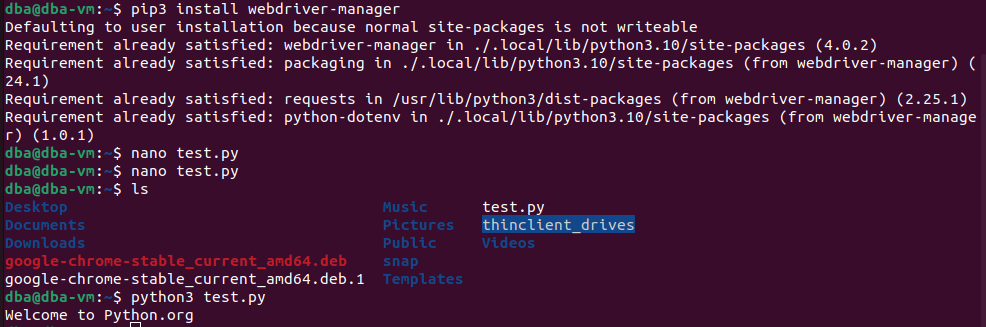 dba@dba-vm:~$ pip3 install webdriver-manager
Defaulting to user installation because normal site-packages is not writeable
Requirement already satisfied: webdriver-manager in ./.local/lib/python3.10/site-packages (4.0.2)
Requirement already satisfied: packaging in ./.local/lib/python3.10/site-packages (from webdriver-manager) (
24.1)
Requirement already satisfied: requests in /usr/lib/python3/dist-packages (from webdriver-manager) (2.25.1)
Requirement already satisfied: python-dotenv in ./.local/lib/python3.10/site-packages (from webdriver-manage
r) (1.0.1)
dba@dba-vm:~$ nano test.py
dba@dba-vm:~$ nano test.py
dba@dba-vm:~$ ls
Desktop Music test.py
Documents Pictures thinclient_drives
Downloads Public Videos
google-chrome-stable_current_amd64.deb snap
google-chrome-stable_current_amd64.deb.1 Templates
dba@dba-vm:~$ python3 test.py
Welcome to Python.org
dba@dba-vm:~$